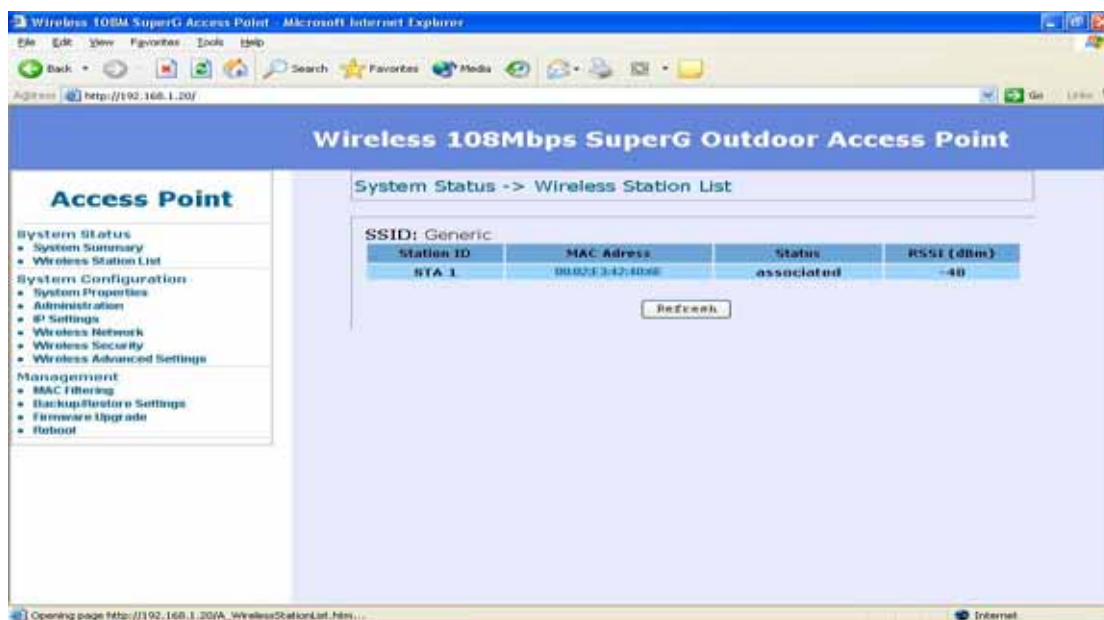 Wireless 108M SuperG Access Point - Microsoft Internet Explorer
File Edit View Favorites Tools Help
Back Search Favorites Media
Address http://192.168.1.20/ Go Links
Wireless 108Mbps SuperG Outdoor Access Point
Access Point
System Status
System Summary
Wireless Station List
System Configuration
System Properties
Administration
IP Settings
Wireless Network
Wireless Security
Wireless Advanced Settings
Management
MAC Filtering
Backup/Restore Settings
Firmware Upgrade
Reboot
System Status -> Wireless Station List
SSID: Generic
Station ID MAC Adress Status RSSI (dBm)
STA 1 associated -40
Refresh
Opening page http://192.168.1.20/A_WirelessStationList.htm... Internet